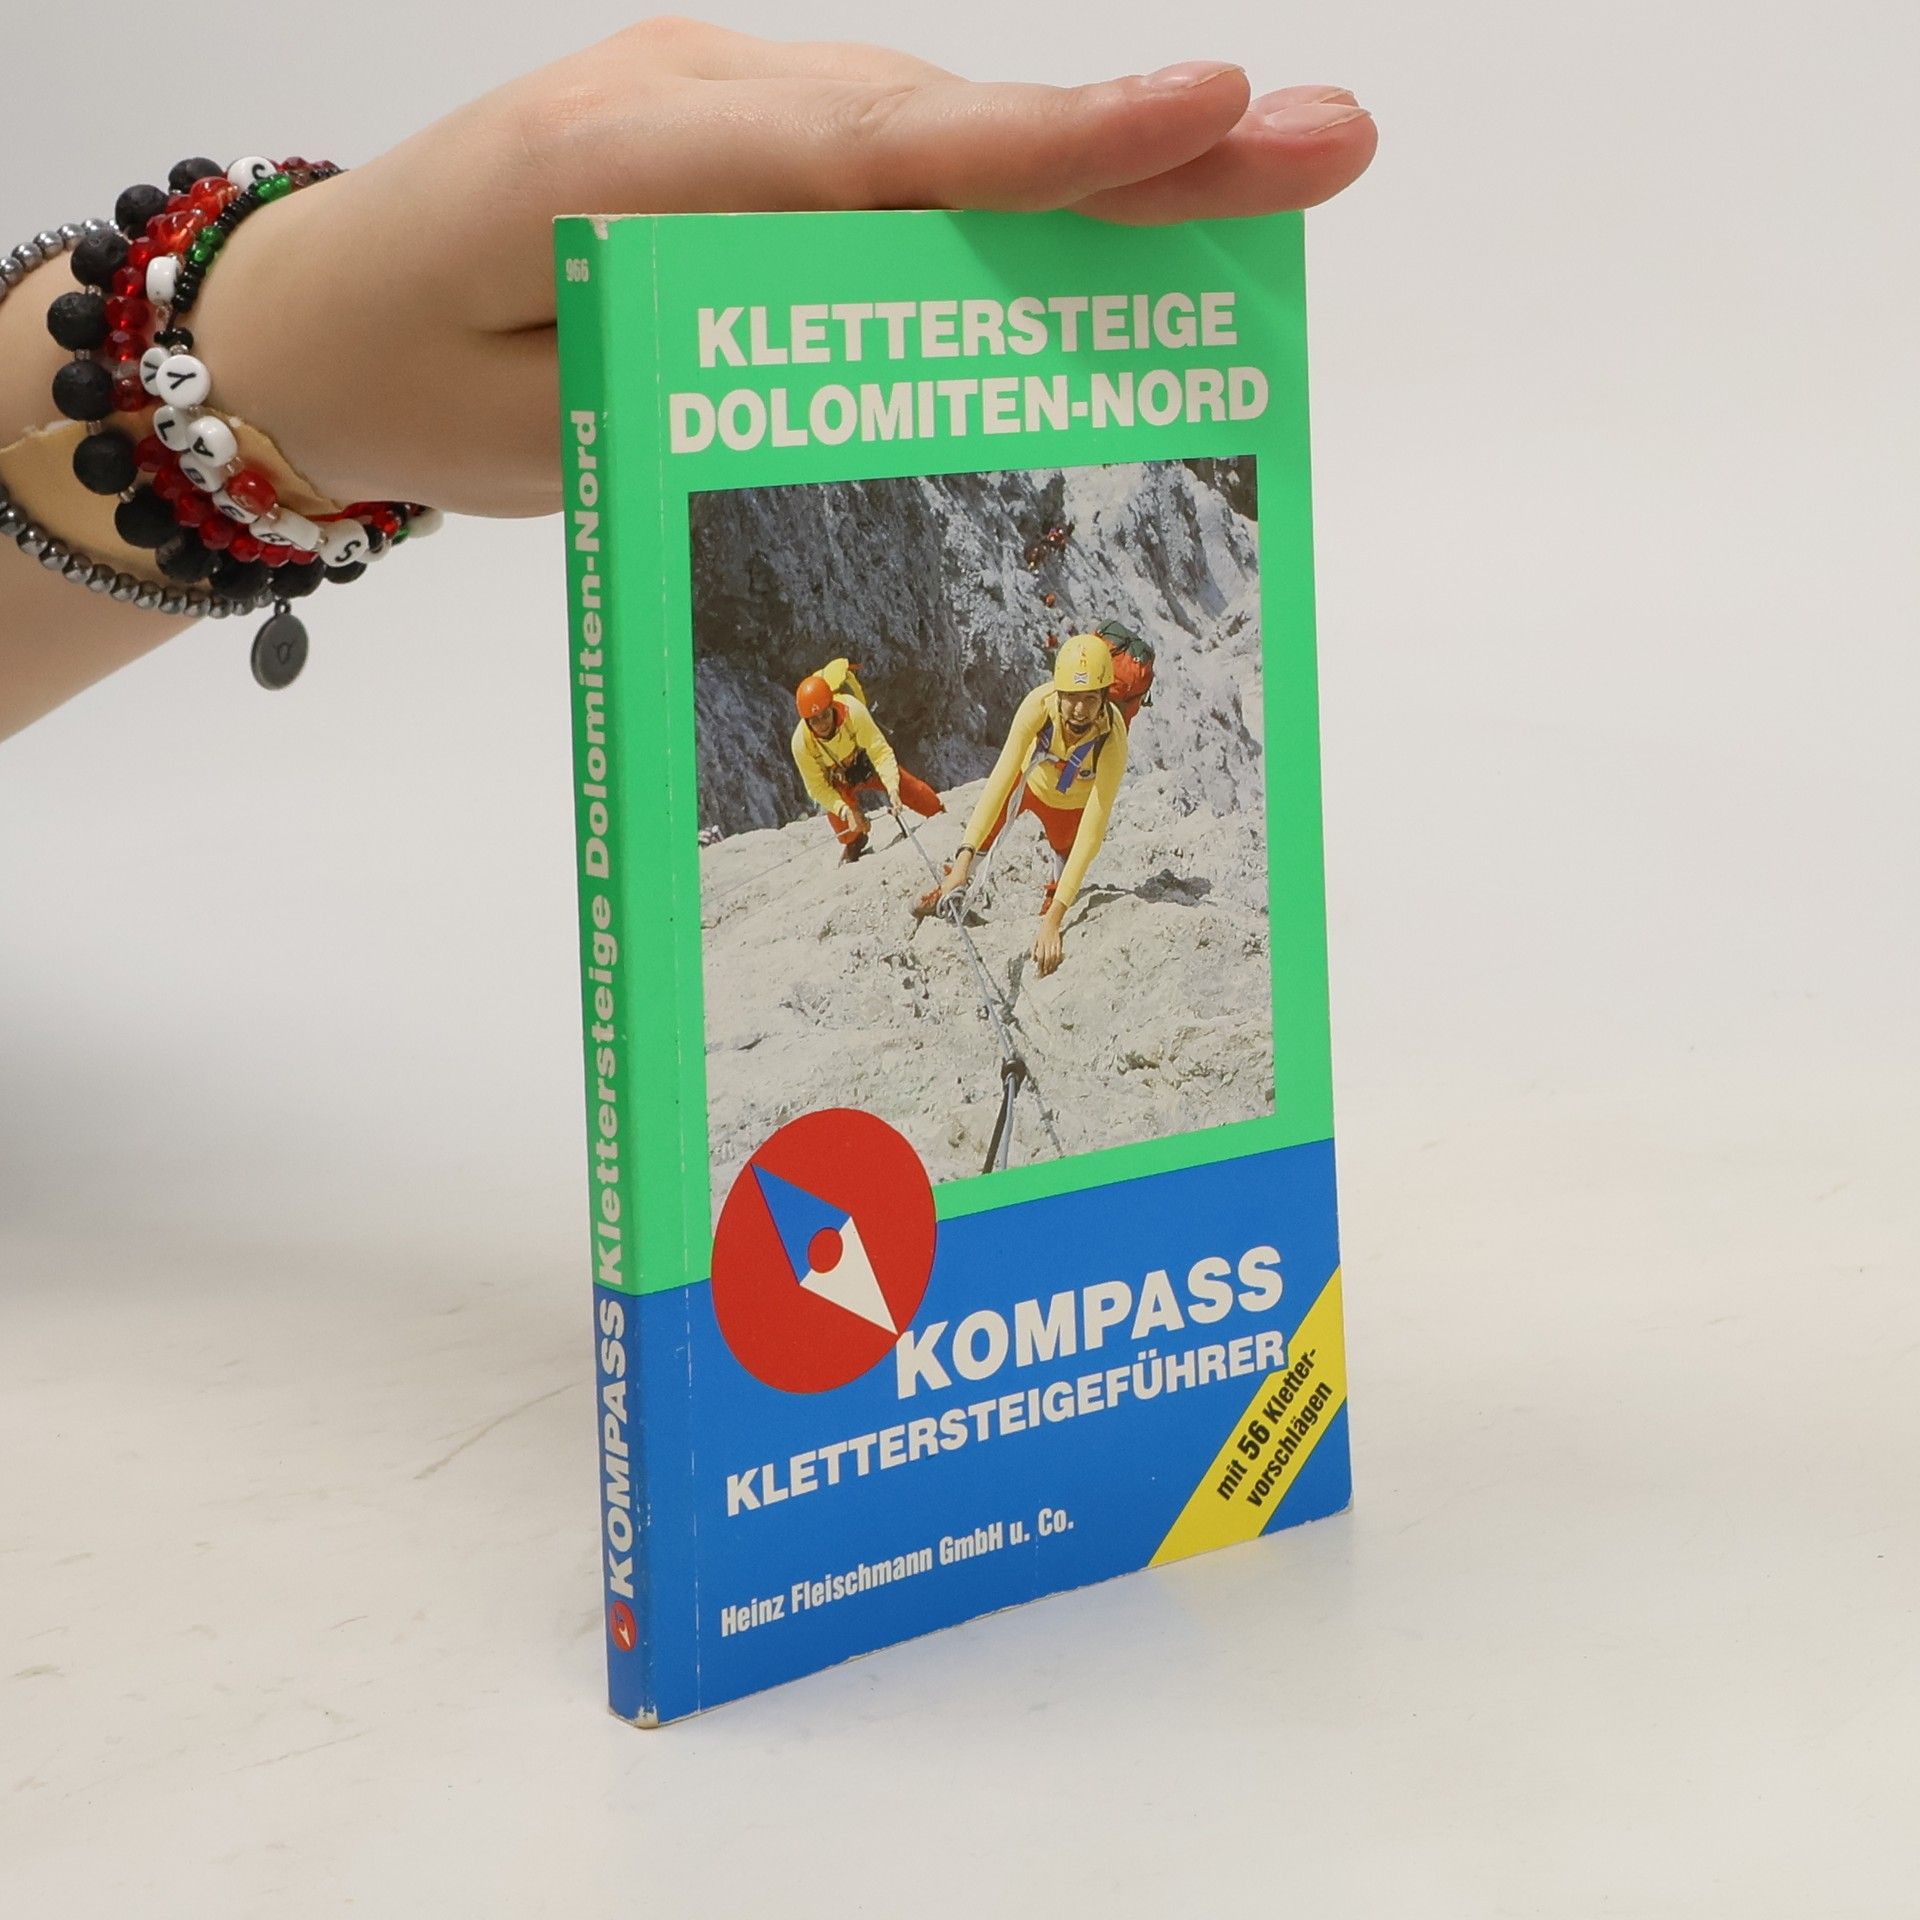 966
KLETTERSTEIGE
DOLOMITEN-NORD
KOMPASS Klettersteige Dolomiten-Nord
KOMPASS
KLETTERSTEIGEFÜHRER
mit 56 Kletter-
vorschlägen
Heinz Fleischmann GmbH u. Co.